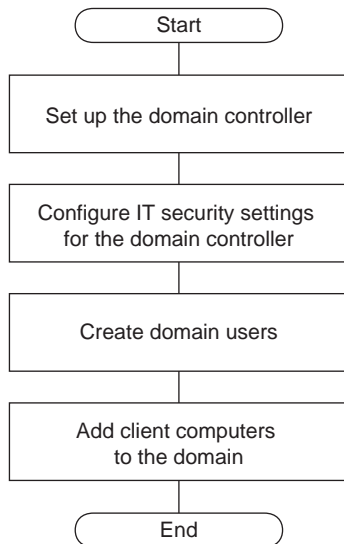 Start
Set up the domain controller
Configure IT security settings
for the domain controller
Create domain users
Add client computers
to the domain
End